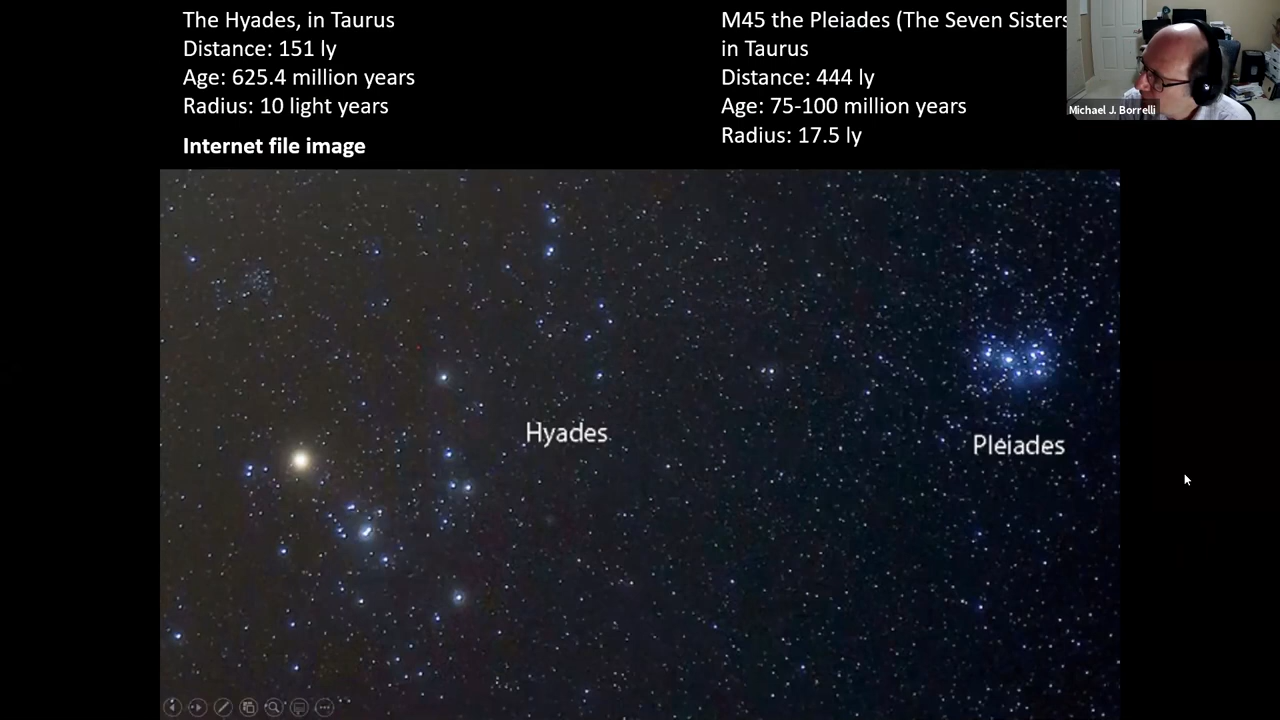 The Hyades, in Taurus
Distance: 151 ly
Age: 625.4 million years
Radius: 10 light years
Internet file image
M45 the Pleiades (The Seven Sisters
in Taurus
Distance: 444 ly
Age: 75-100 million years
Radius: 17.5 ly
Michael J. Borrelli
Hyades
Pleiades